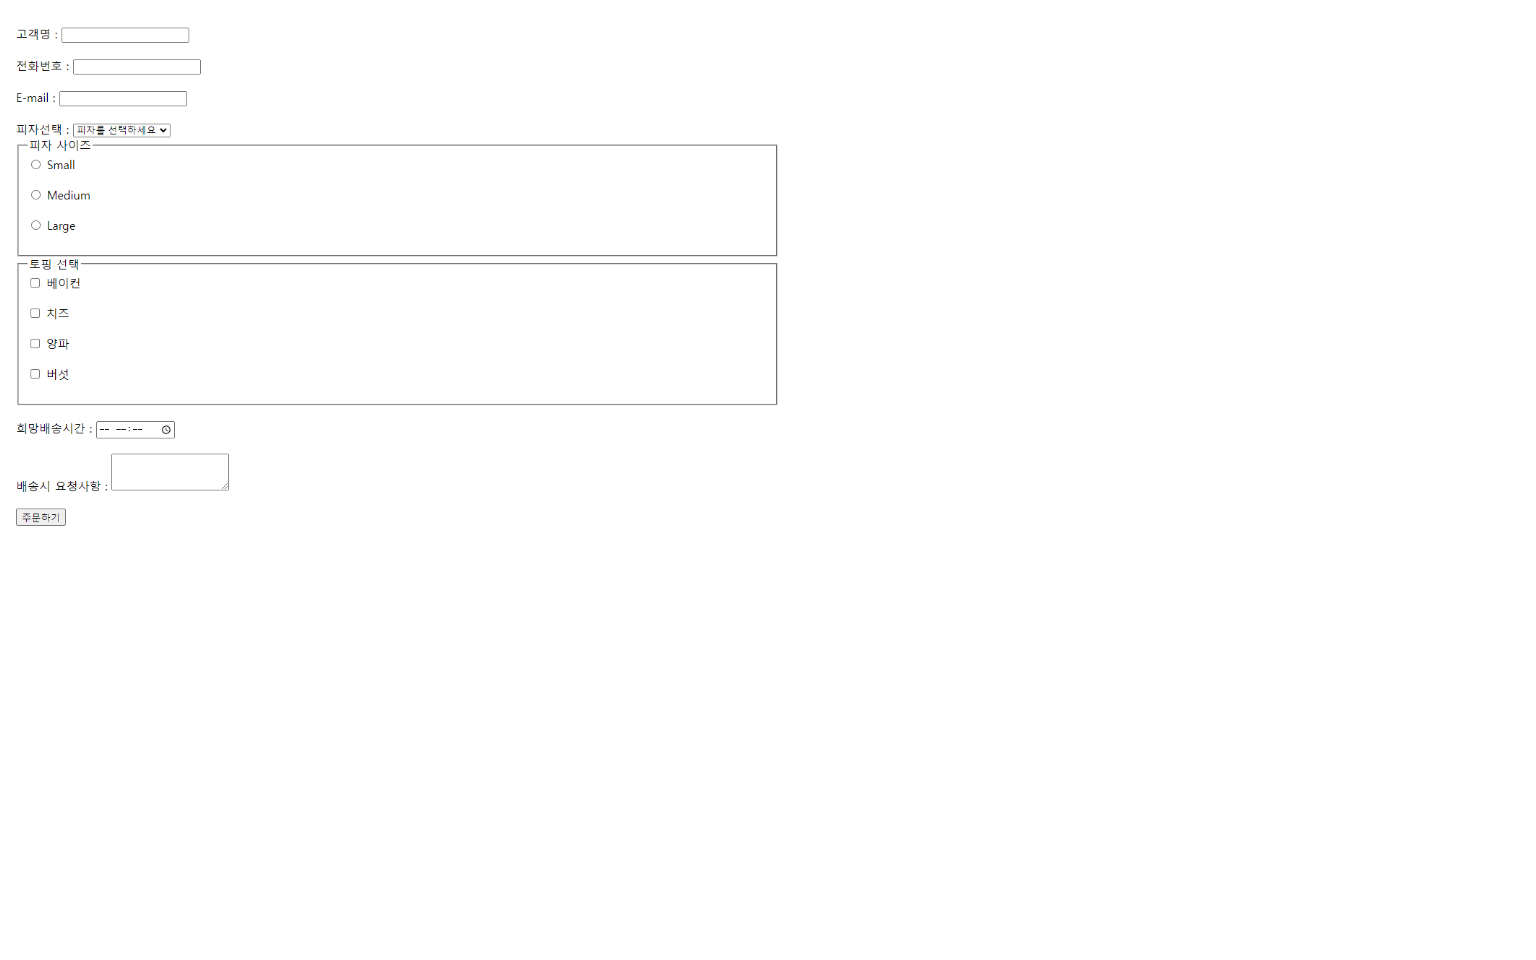 고객명 :
전화번호 :
E-mail :
피자선택 : 피자를 선택하세요
피자 사이즈
Small
Medium
Large
토핑 선택
베이컨
치즈
양파
버섯
희망배송시간 : -- --:--
배송시 요청사항 :
주문하기